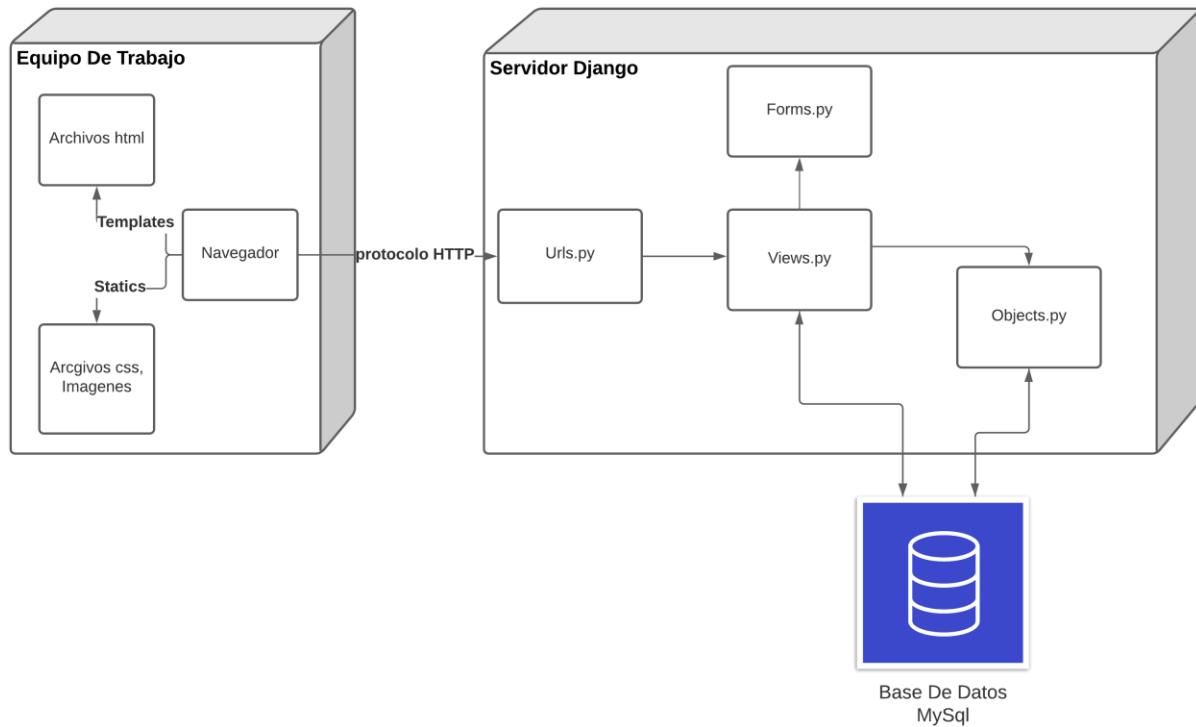 Equipo De Trabajo
Archivos html
Templates
Navegador
Statics
Arcgivos css,
Imagenes
protocolo HTTP
Servidor Django
Forms.py
Urls.py
Views.py
Objects.py
Base De Datos
MySql